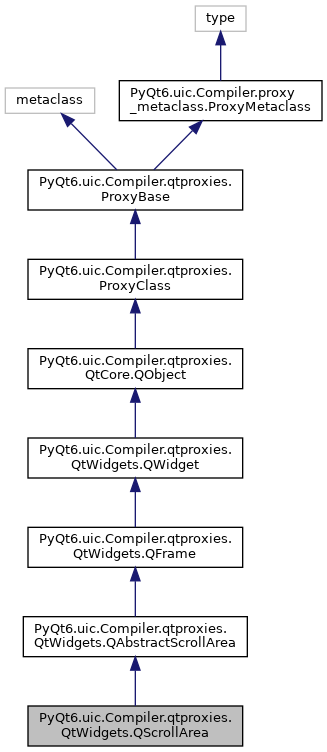 type
metaclass
PyQt6.uic.Compiler.proxy
_metaclass.ProxyMetaclass
PyQt6.uic.Compiler.qtproxies.
ProxyBase
PyQt6.uic.Compiler.qtproxies.
ProxyClass
PyQt6.uic.Compiler.qtproxies.
QtCore.QObject
PyQt6.uic.Compiler.qtproxies.
QtWidgets.QWidget
PyQt6.uic.Compiler.qtproxies.
QtWidgets.QFrame
PyQt6.uic.Compiler.qtproxies.
QtWidgets.QAbstractScrollArea
PyQt6.uic.Compiler.qtproxies.
QtWidgets.QScrollArea